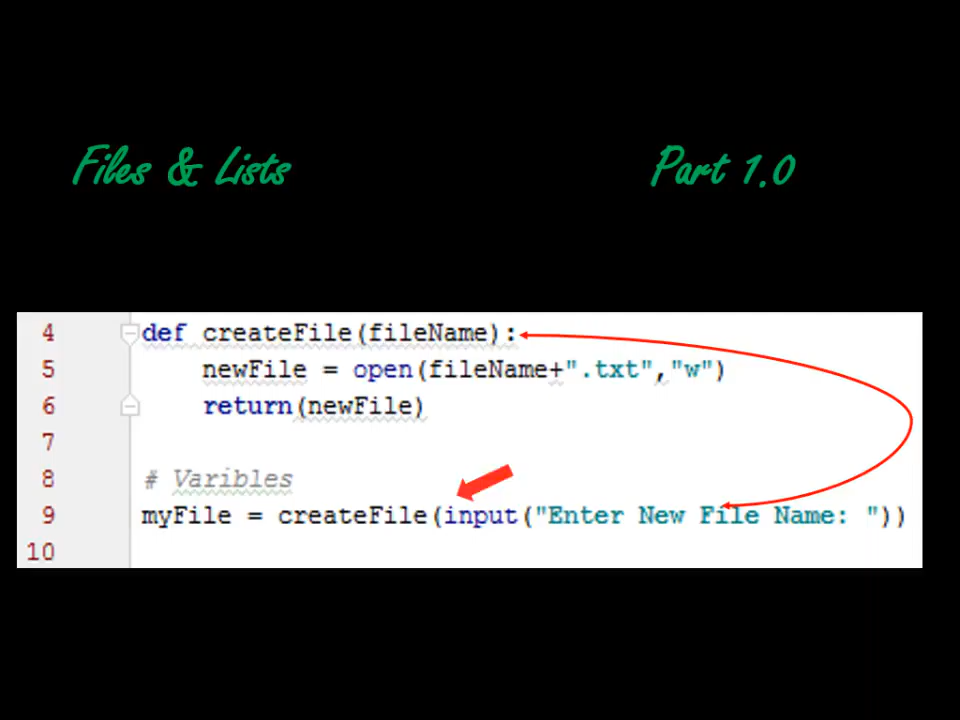 Files & Lists Part 1.0
4 def createFile(fileName):
5 newFile = open(fileName+".txt","w")
6 return(newFile)
7
8 # Varibles
9 myFile = createFile(input("Enter New File Name: "))
10